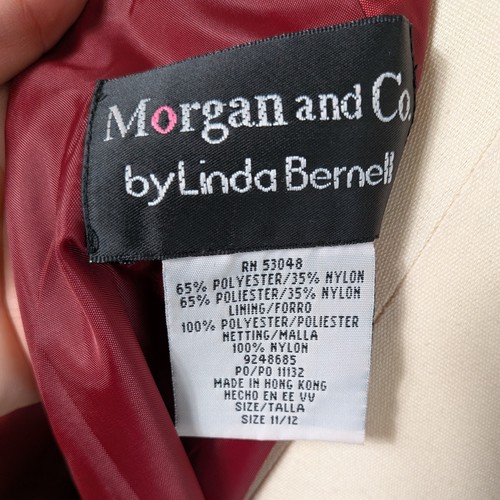 Morgan and Co.
by Linda Bernell
RN 53048
65% POLYESTER/35% NYLON
65% POLIESTER/35% NYLON
LINING/FORRO
100% POLYESTER/POLIESTER
NETTING/MALLA
100% NYLON
9248685
PO/PO 11132
MADE IN HONG KONG
HECHO EN EE VV
SIZE/TALLA
SIZE 11/12